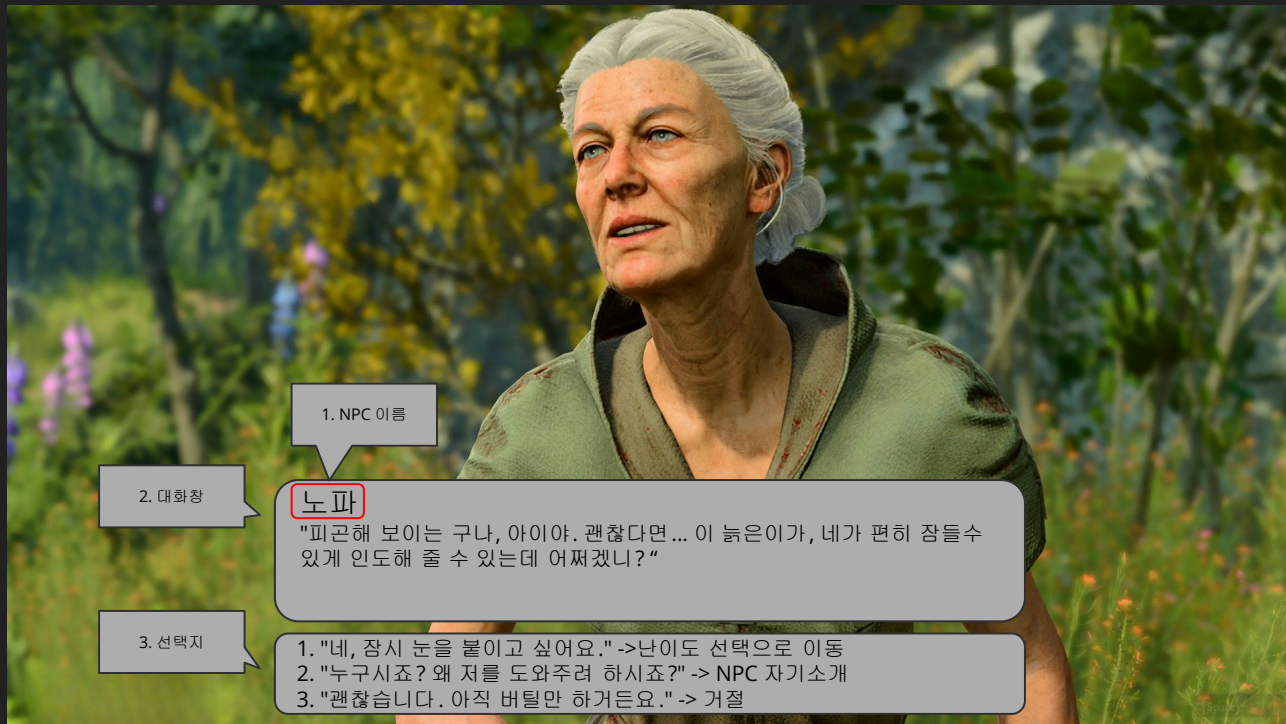 1. NPC 이름
2. 대화창
노파
"피곤해 보이는 구나, 아이야. 괜찮다면... 이 늙은이가, 네가 편히 잠들수
있게 인도해 줄 수 있는데 어쩌겠니? “
3. 선택지
1. "네, 잠시 눈을 붙이고 싶어요." ->난이도 선택으로 이동
2. "누구시죠? 왜 저를 도와주려 하시죠?" -> NPC 자기소개
3. "괜찮습니다. 아직 버틸만 하거든요." -> 거절